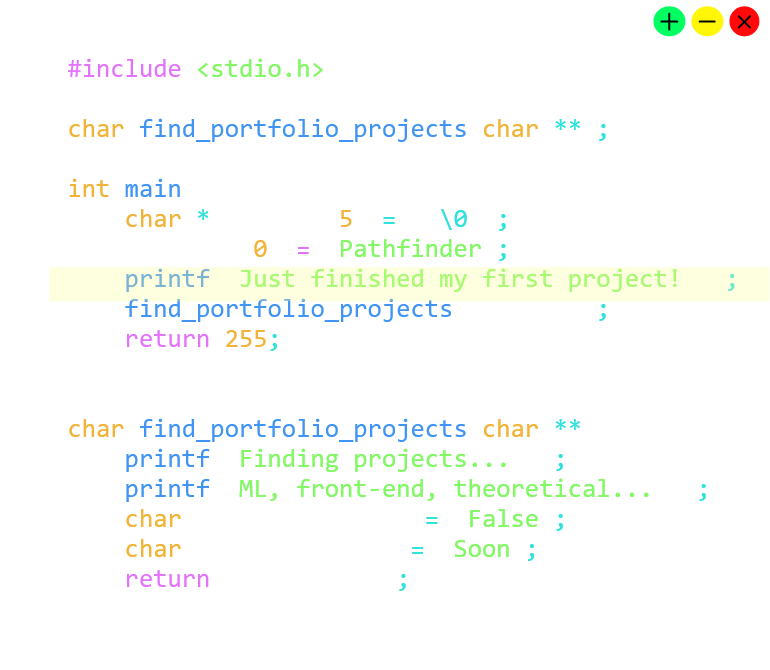 #include <stdio.h>
char find_portfolio_projects char ** ;
int main
char * 5 = \0 ;
0 = Pathfinder ;
printf Just finished my first project! ;
find_portfolio_projects ;
return 255;
char find_portfolio_projects char **
printf Finding projects... ;
printf ML, front-end, theoretical... ;
char = False ;
char = Soon ;
return ;